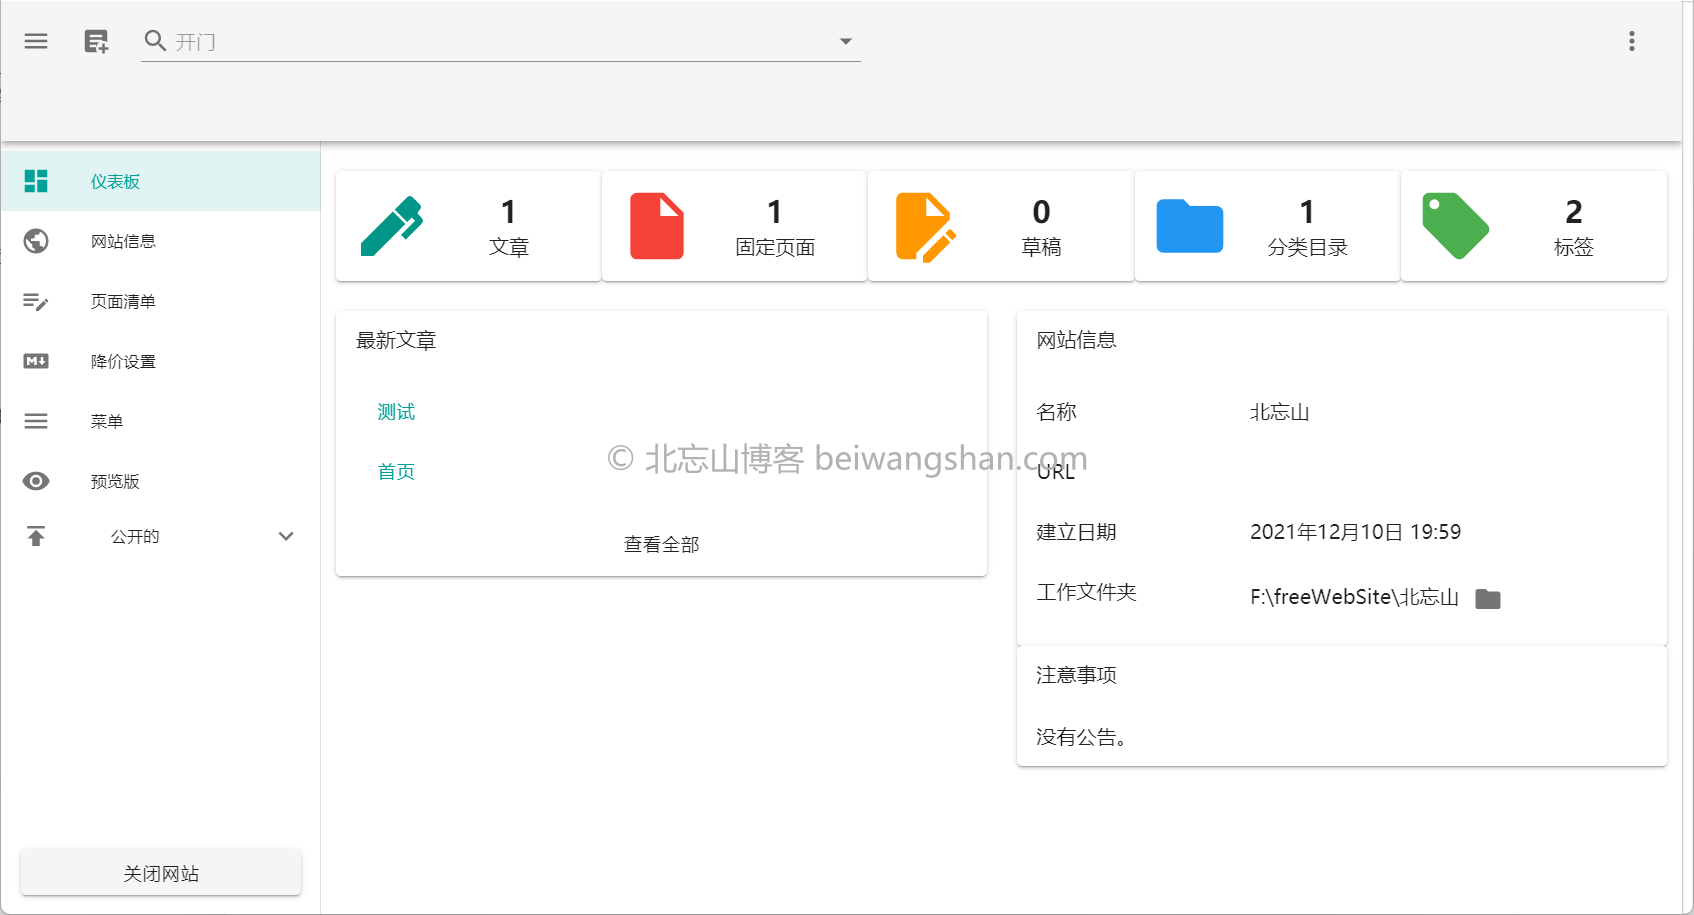 开门
仪表板
网站信息
页面清单
M↓
降价设置
菜单
预览版
公开的
关闭网站
1
文章
1
固定页面
0
草稿
1
分类目录
2
标签
最新文章
测试
首页
查看全部
网站信息
名称 北忘山
URL
建立日期 2021年12月10日 19:59
工作文件夹 F:\freeWebSite\北忘山
注意事项
没有公告。
© 北忘山博客 beiwangshan.com